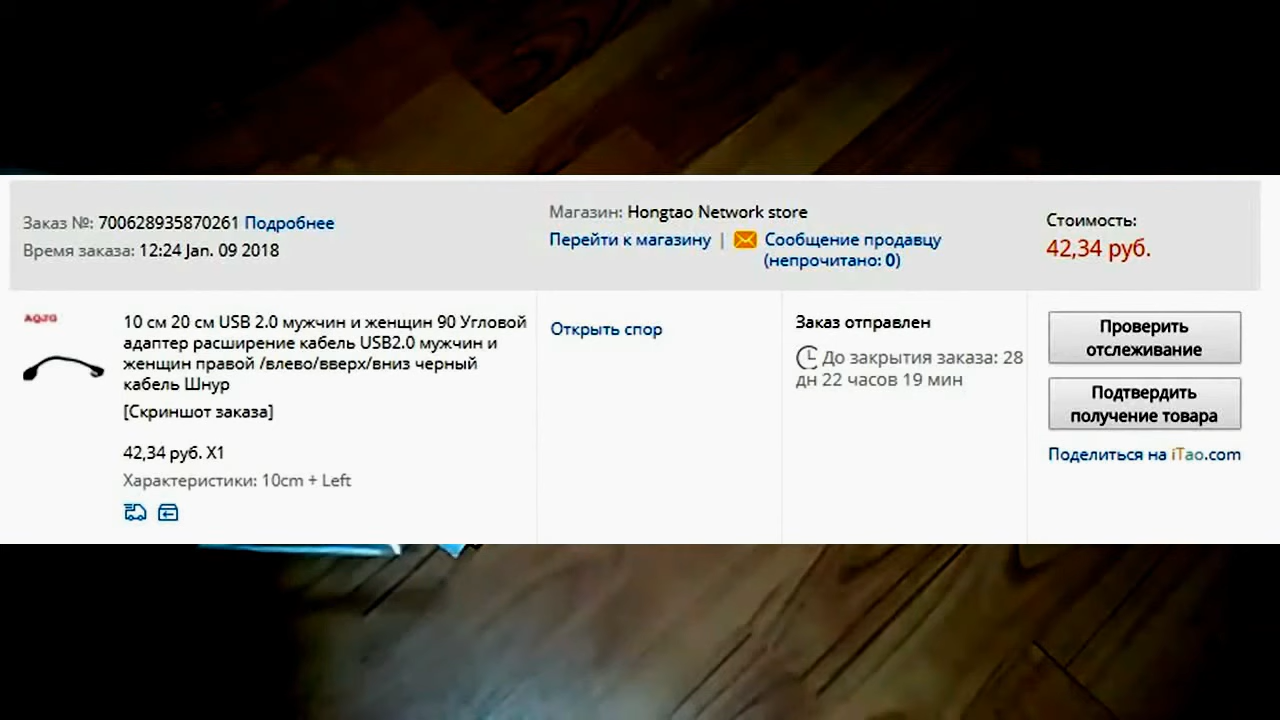 Заказ №: 700628935870261 Подробнее
Время заказа: 12:24 Jan. 09 2018
Магазин: Hongtao Network store
Перейти к магазину | Сообщение продавцу
(непрочитано: 0)
Стоимость:
42,34 руб.
AQJG
10 см 20 см USB 2.0 мужчин и женщин 90 Угловой
адаптер расширение кабель USB2.0 мужчин и
женщин правой /влево/вверх/вниз черный
кабель Шнур
[Скриншот заказа]
42,34 руб. X1
Характеристики: 10cm + Left
Открыть спор
Заказ отправлен
До закрытия заказа: 28
дн 22 часов 19 мин
Проверить
отслеживание
Подтвердить
получение товара
Поделиться на iTao.com